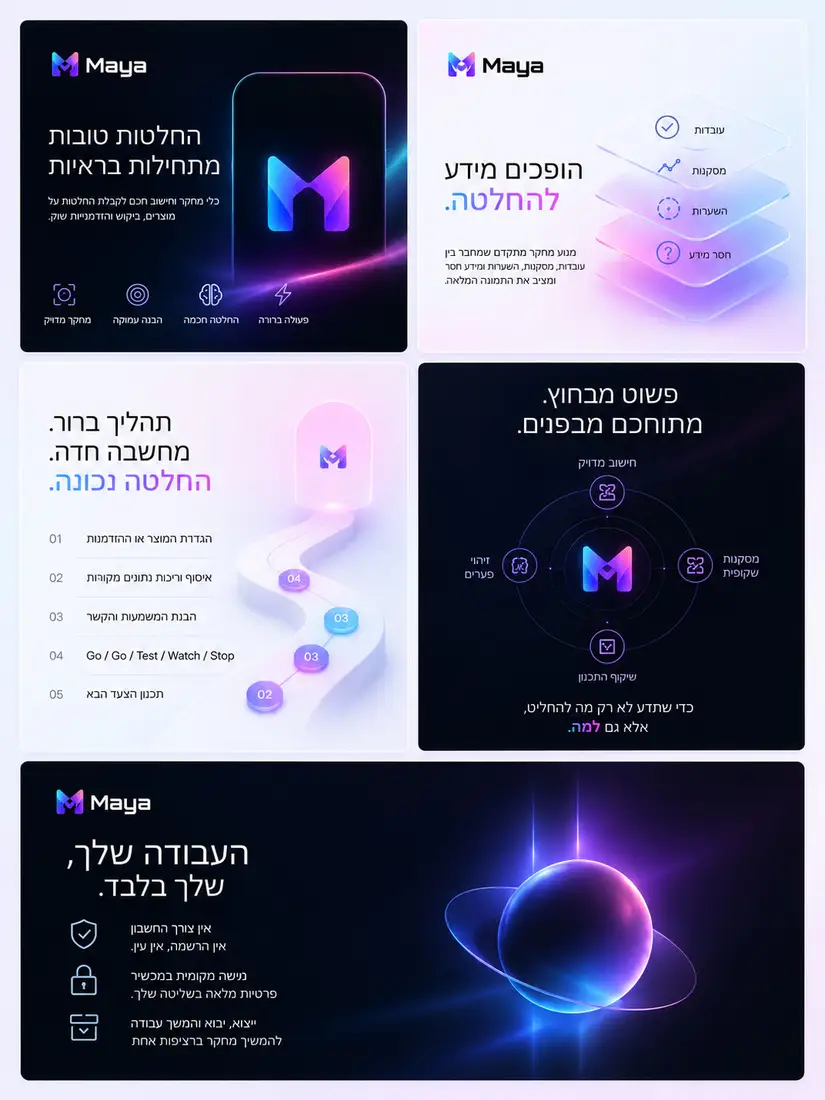 Maya
החלטות טובות
מתחילות בראיות
כלי מחקר וחישוב חכם לקבלת החלטות על
מוצרים, ביקוש והזדמנויות שוק.
מחקר מדויק
הבנה עמוקה
החלטה חכמה
פעולה ברורה
Maya
הופכים מידע
להחלטה.
מנוע מחקר מתקדם שמחבר בין
עובדות, מסקנות, השערות ומידע חסר
ומציב את התמונה המלאה.
עובדות
מסקנות
השערות
חסר מידע
תהליך ברור.
מחשבה חדה.
החלטה נכונה.
01 הגדרת המוצר או ההזדמנות
02 איסוף וריכות נתונים מקורות
03 הבנת המשמעות והקשר
04 Go / Go / Test / Watch / Stop
05 תכנון הצעד הבא
04
03
03
02
פשוט מבחוץ.
מתוחכם מבפנים.
חישוב מדויק
זיהוי
פערים
מסקנות
שקופית
שיקוף התכנון
כדי שתדע לא רק מה להחליט,
אלא גם למה.
Maya
העבודה שלך,
שלך בלבד.
אין צורך החשבון
אין הרשמה, אין עין.
מקומית במכשיר
פרטיות מלאה בשליטה שלך.
ייצוא, יבוא והמשך עבודה
להמשיך מחקר ברציפות אחת